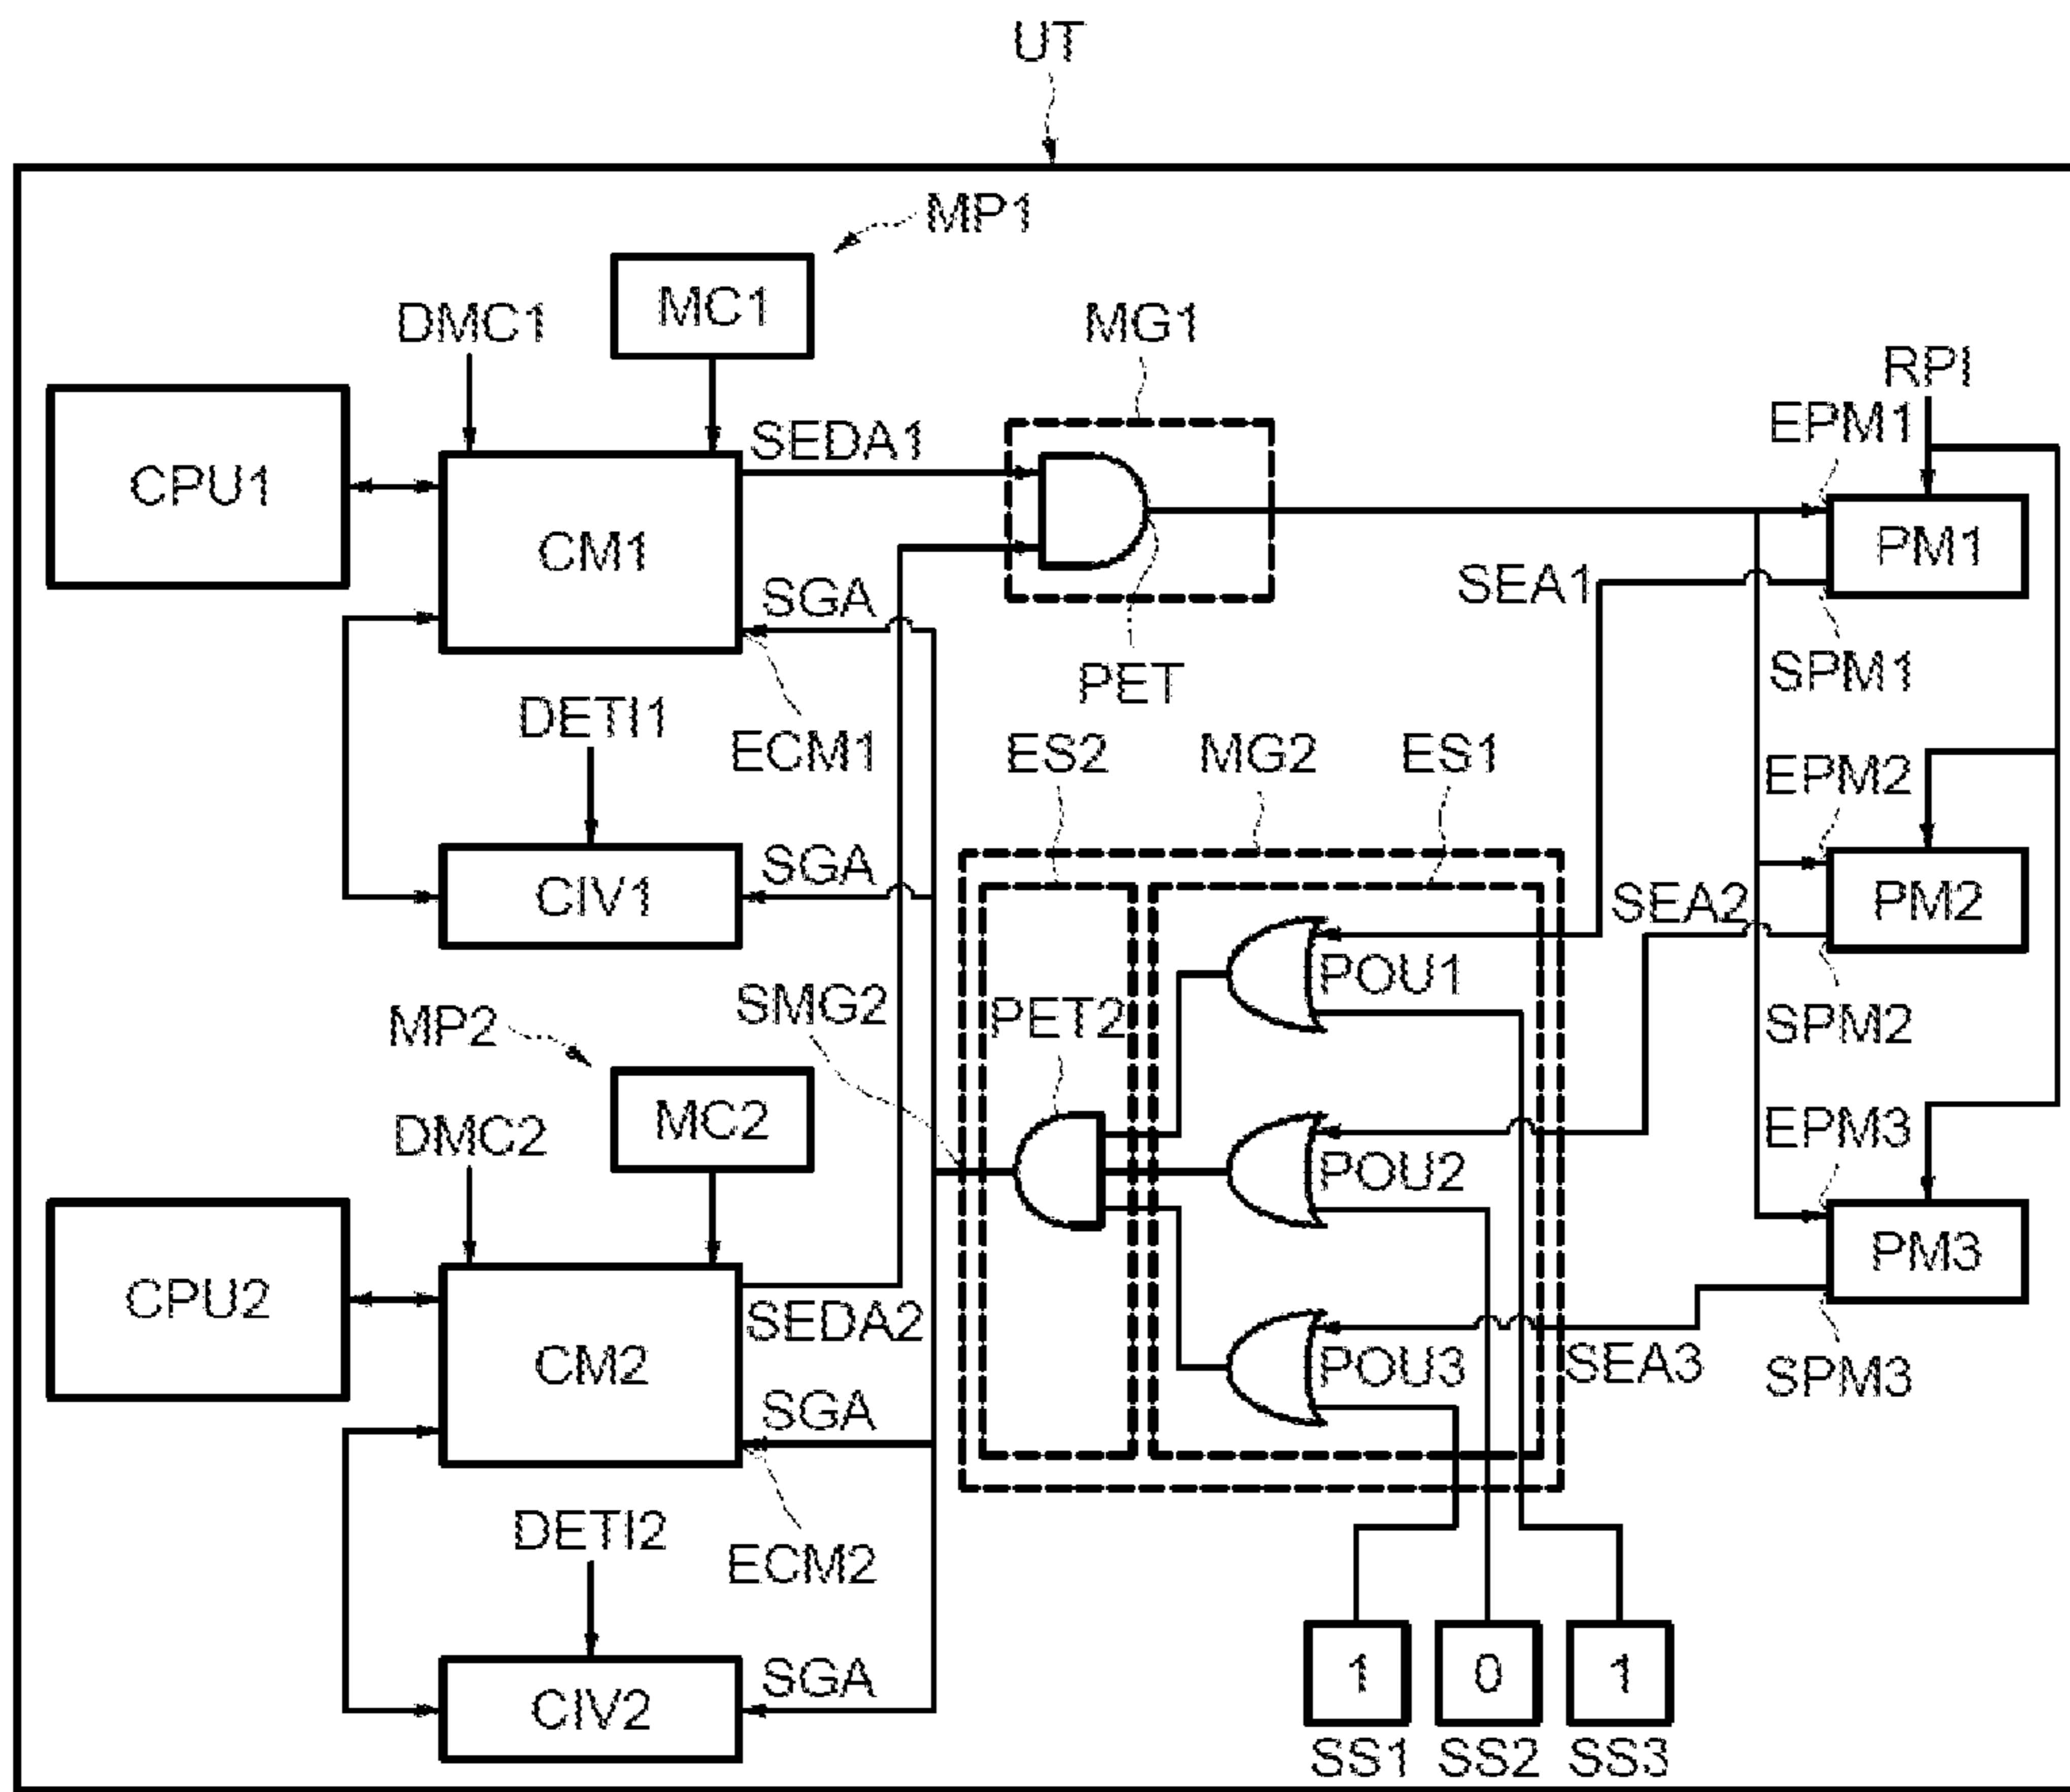 UT
MP1
MC1
DMC1
MG1
RPI
EPM1
SEDA1
CPU1
CM1
PM1
SGA
SEA1
PET
SPM1
DETI1
ECM1
ES2
MG2
ES1
EPM2
SGA
CIV1
SEA2
PM2
POU1
SMG2
PET2
MP2
SPM2
MC2
DMC2
EPM3
POU2
PM3
CPU2
SEDA2
CM2
POU3
SEA3
SPM3
SGA
DETI2
ECM2
SGA
CIV2
1
0
1
SS1
SS2
SS3